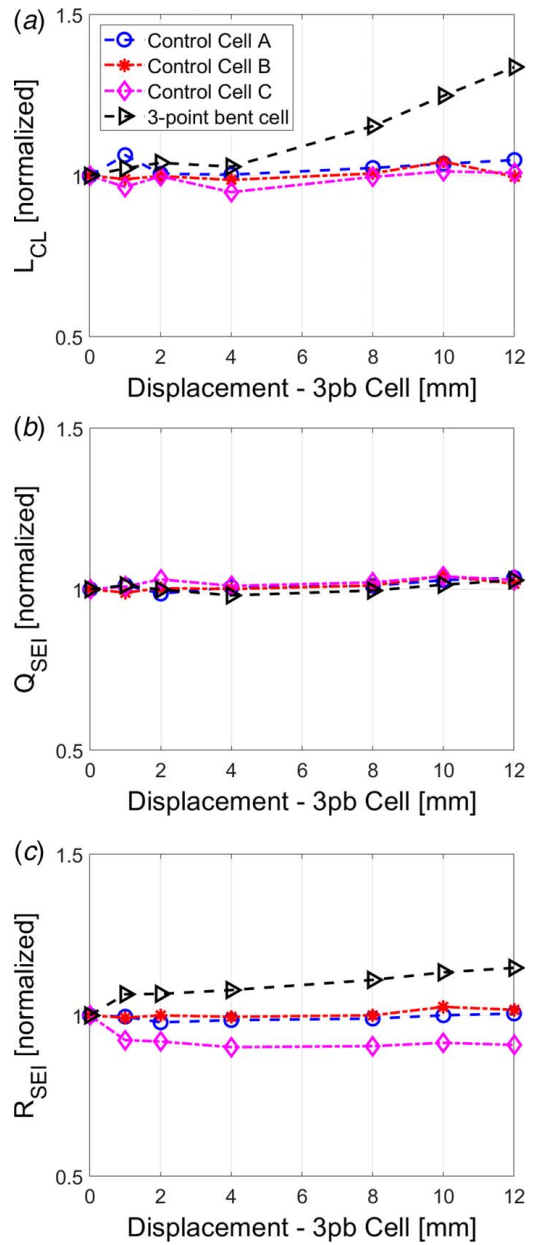 (a)
1.5
Control Cell A
Control Cell B
Control Cell C
3-point bent cell
1
0.5
L_CL [normalized]
0 2 4 6 8 10 12
Displacement - 3pb Cell [mm]
(b)
1.5
1
0.5
Q_SEI [normalized]
0 2 4 6 8 10 12
Displacement - 3pb Cell [mm]
(c)
1.5
1
0.5
R_SEI [normalized]
0 2 4 6 8 10 12
Displacement - 3pb Cell [mm]